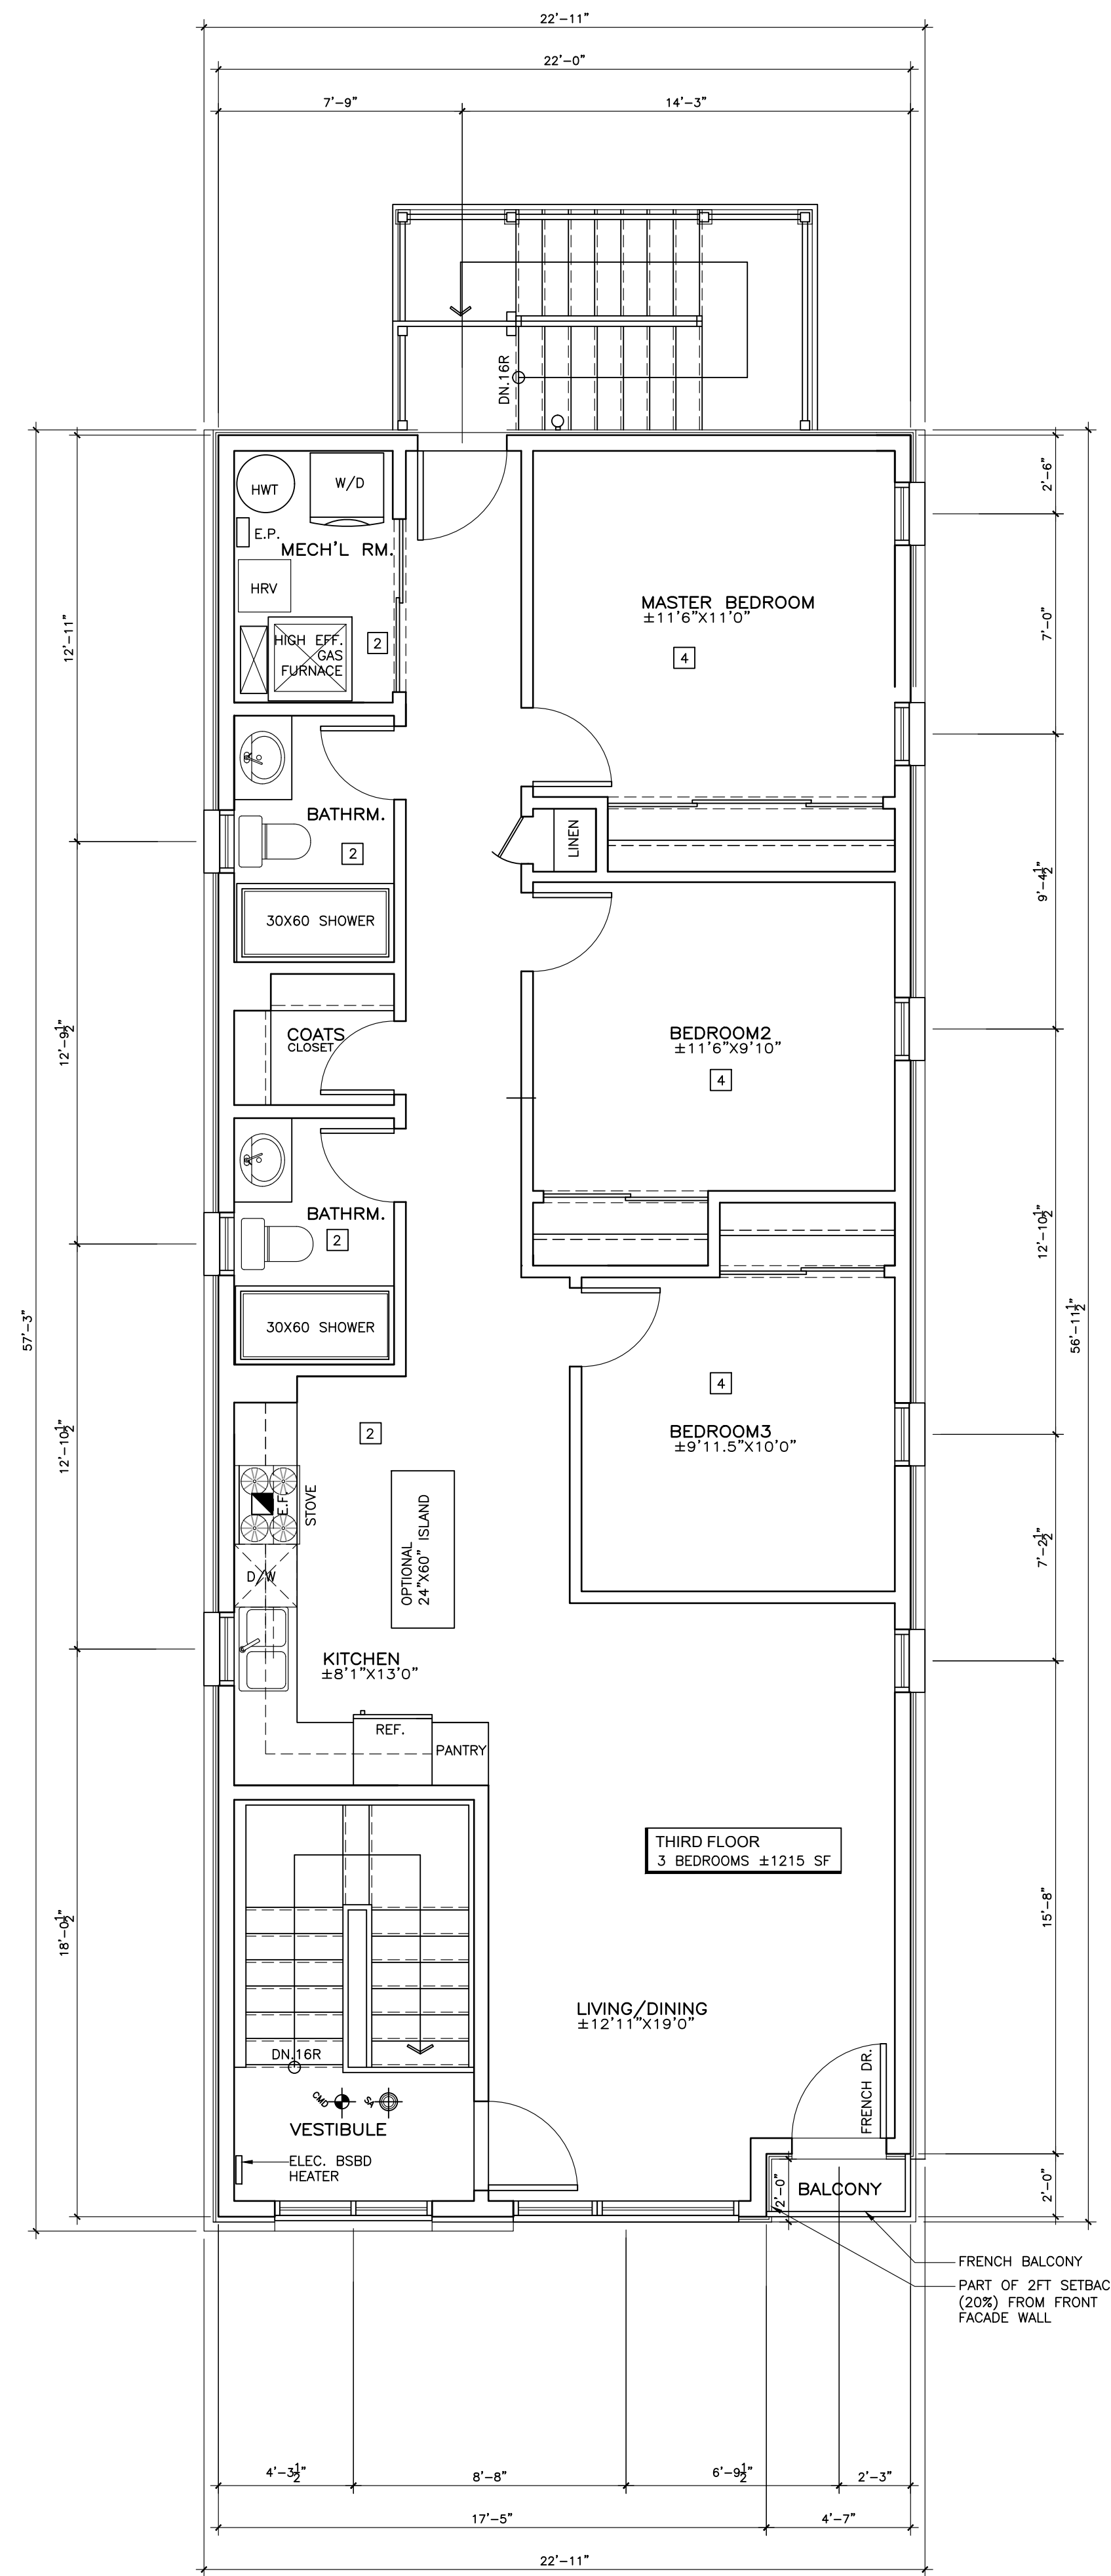 22'-11"
22'-0"
7'-9"
14'-3"
DN.16R
2'-6"
HWT
W/D
E.P.
MECH'L RM.
HRV
HIGH EFF.
GAS
FURNACE
2
MASTER BEDROOM
±11'6"X11'0"
4
12'-11"
7'-0"
BATHRM.
2
LINEN
30X60 SHOWER
9'-4½"
COATS
CLOSET
12'-9½"
BEDROOM2
±11'6"X9'10"
4
BATHRM.
2
30X60 SHOWER
12'-10½"
57'-3"
56'-11½"
4
2
BEDROOM3
±9'11.5"X10'0"
12'-10½"
E.F.
STOVE
OPTIONAL
24"X60" ISLAND
D/W
7'-2½"
KITCHEN
±8'1"X13'0"
REF.
PANTRY
THIRD FLOOR
3 BEDROOMS ±1215 SF
18'-0½"
15'-8"
LIVING/DINING
±12'11"X19'0"
DN.16R
FRENCH DR.
CMD
SA
VESTIBULE
ELEC. BSBD
HEATER
2'-0"
BALCONY
2'-0"
FRENCH BALCONY
PART OF 2FT SETBAC
(20%) FROM FRONT
FACADE WALL
4'-3½"
8'-8"
6'-9½"
2'-3"
17'-5"
4'-7"
22'-11"